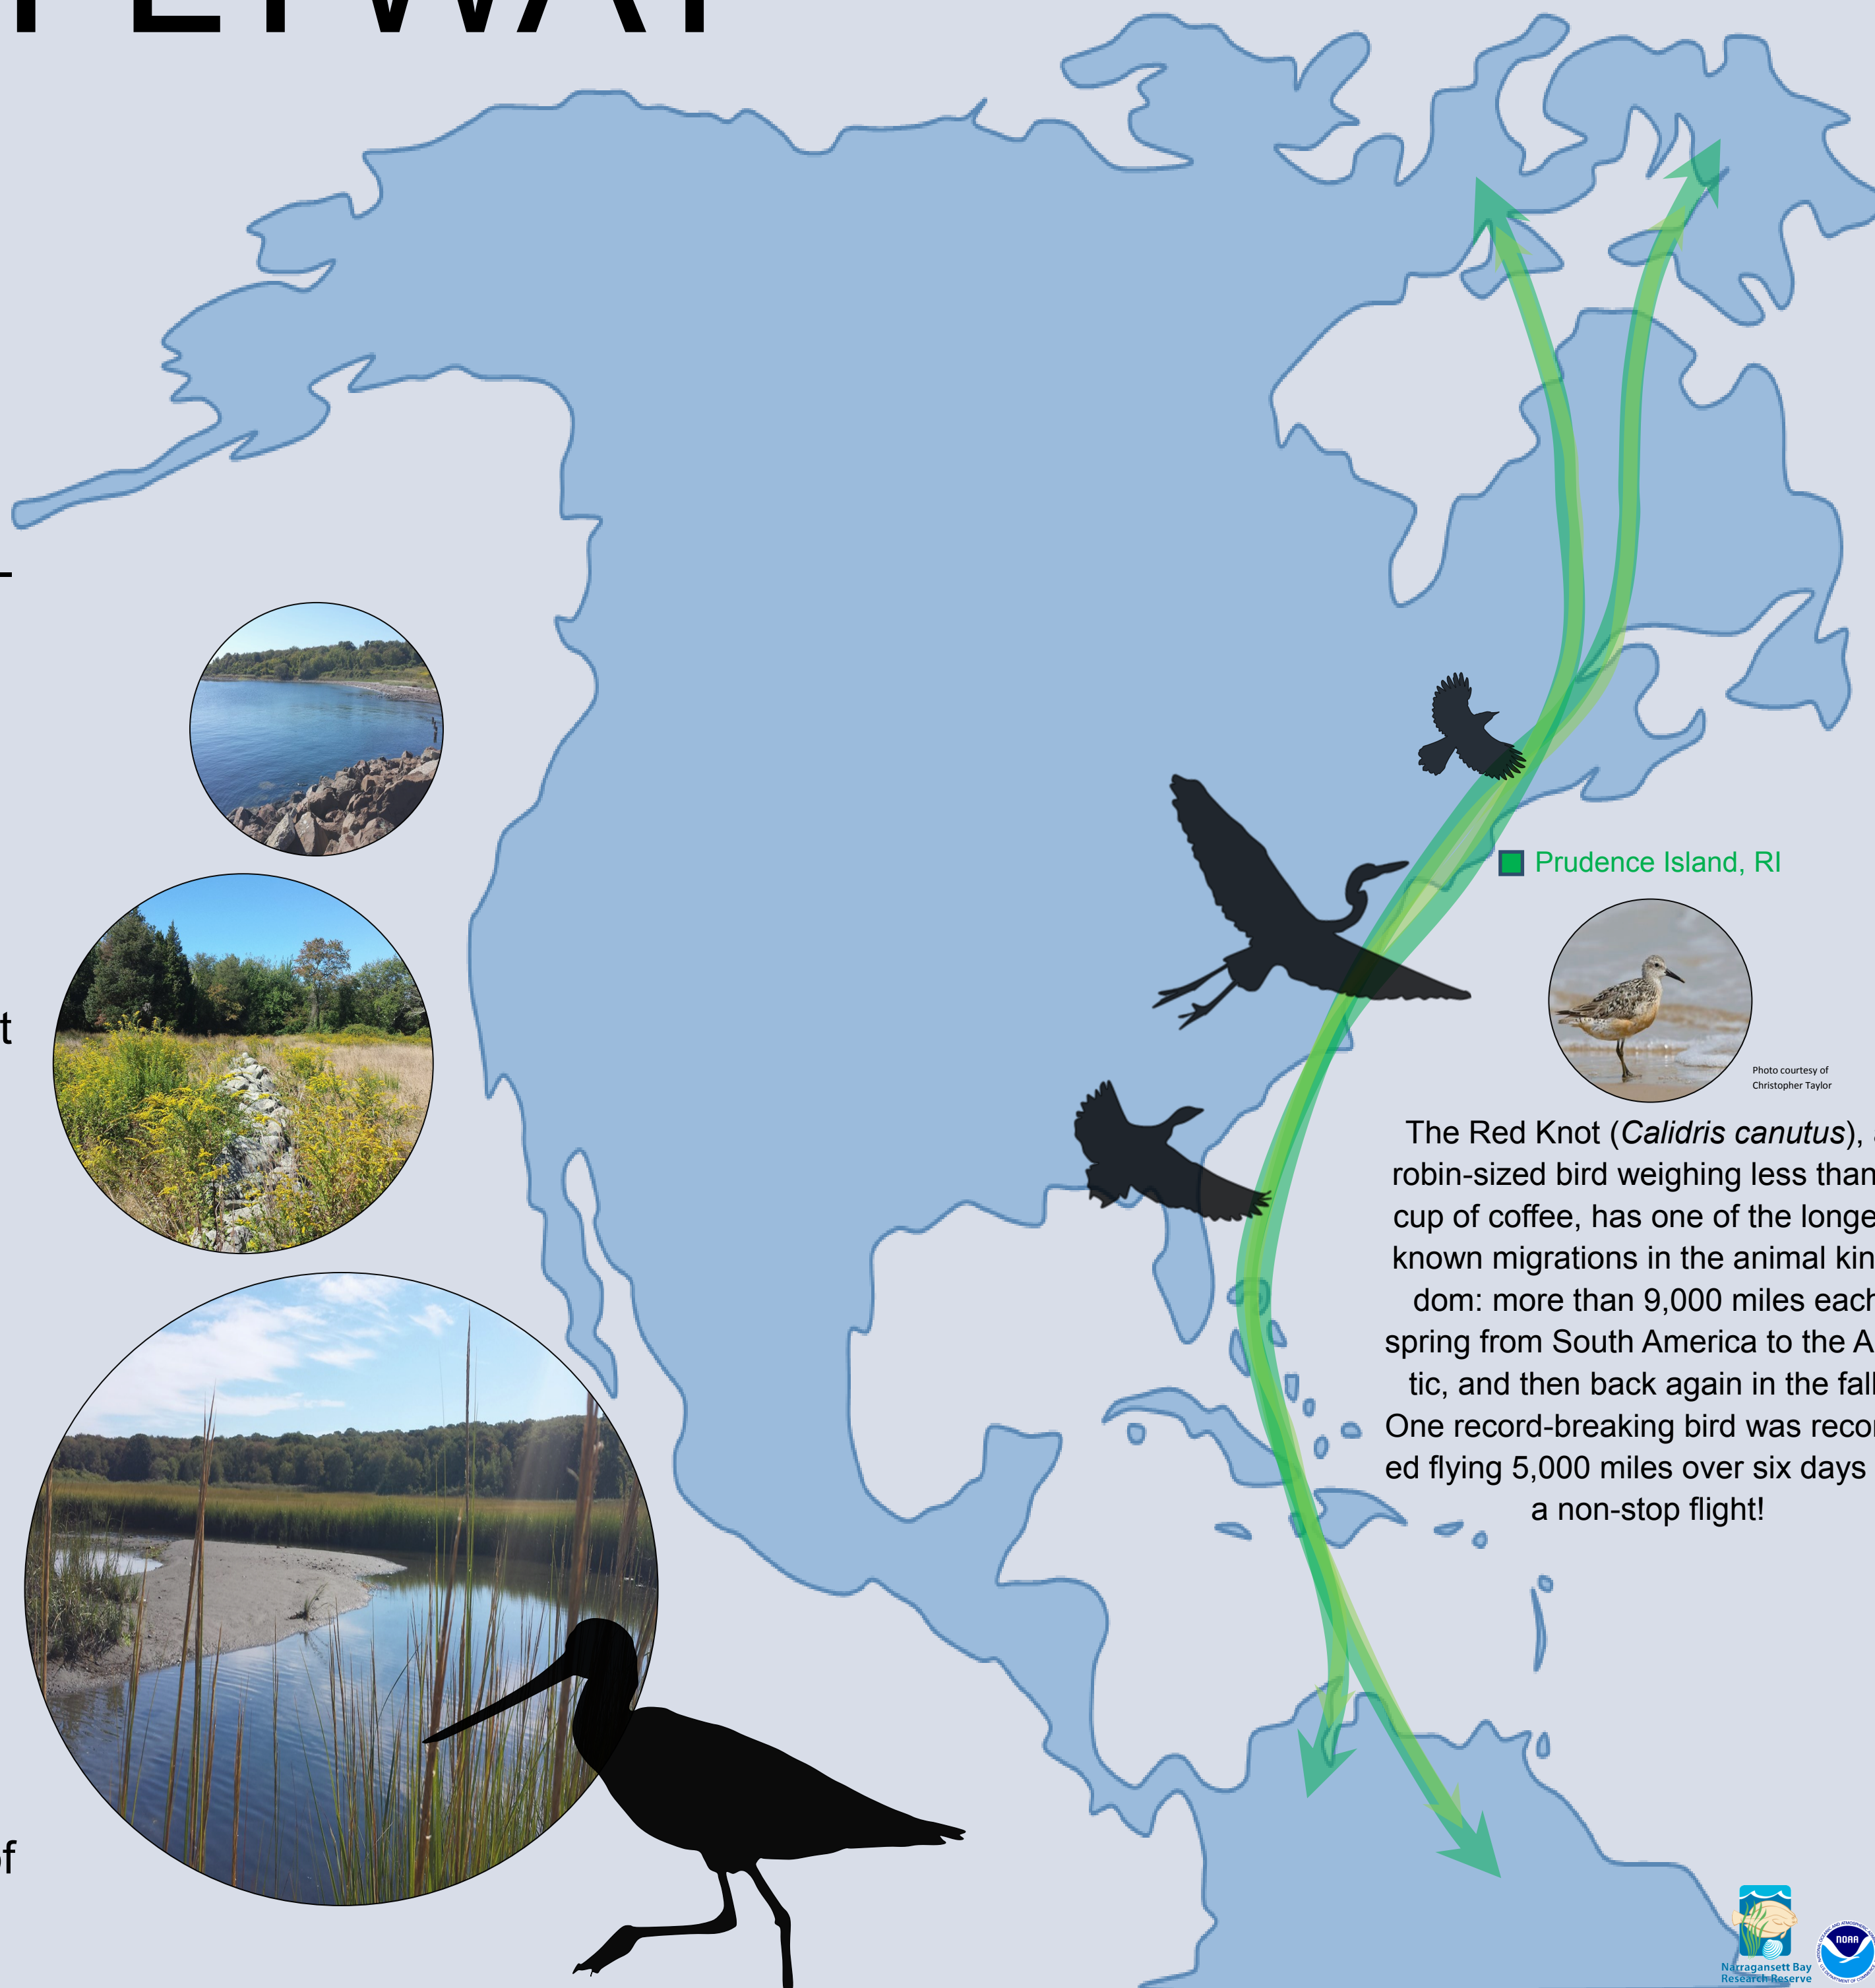 FLYWAY
t
of
Prudence Island, RI
Photo courtesy of
Christopher Taylor
The Red Knot (Calidris canutus),
robin-sized bird weighing less than
cup of coffee, has one of the longe
known migrations in the animal kin
dom: more than 9,000 miles each
spring from South America to the A
tic, and then back again in the fall
One record-breaking bird was recor
ed flying 5,000 miles over six days
a non-stop flight!
Narragansett Bay
Research Reserve
NOAA